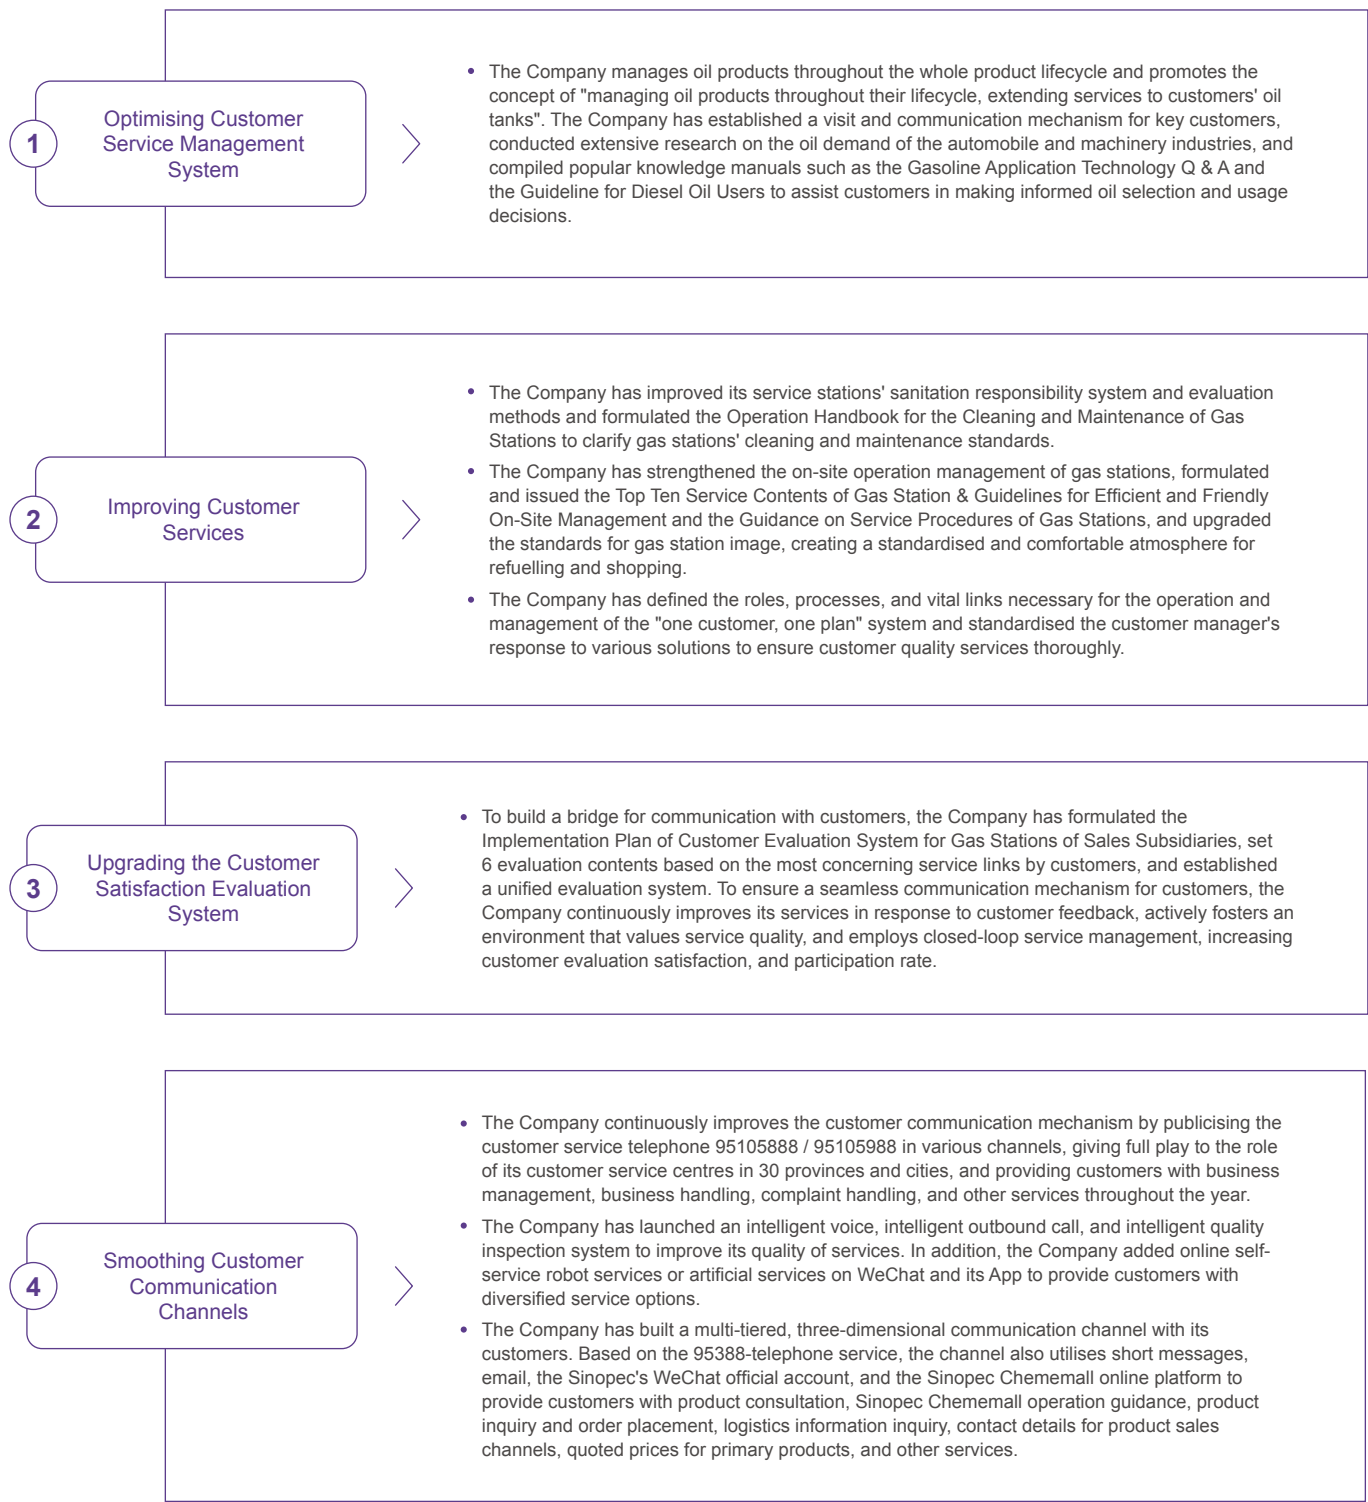 1
Optimising Customer
Service Management
System
• The Company manages oil products throughout the whole product lifecycle and promotes the
concept of "managing oil products throughout their lifecycle, extending services to customers' oil
tanks". The Company has established a visit and communication mechanism for key customers,
conducted extensive research on the oil demand of the automobile and machinery industries, and
compiled popular knowledge manuals such as the Gasoline Application Technology Q & A and
the Guideline for Diesel Oil Users to assist customers in making informed oil selection and usage
decisions.
2
Improving Customer
Services
• The Company has improved its service stations' sanitation responsibility system and evaluation
methods and formulated the Operation Handbook for the Cleaning and Maintenance of Gas
Stations to clarify gas stations' cleaning and maintenance standards.
• The Company has strengthened the on-site operation management of gas stations, formulated
and issued the Top Ten Service Contents of Gas Station & Guidelines for Efficient and Friendly
On-Site Management and the Guidance on Service Procedures of Gas Stations, and upgraded
the standards for gas station image, creating a standardised and comfortable atmosphere for
refuelling and shopping.
• The Company has defined the roles, processes, and vital links necessary for the operation and
management of the "one customer, one plan" system and standardised the customer manager's
response to various solutions to ensure customer quality services thoroughly.
3
Upgrading the Customer
Satisfaction Evaluation
System
• To build a bridge for communication with customers, the Company has formulated the
Implementation Plan of Customer Evaluation System for Gas Stations of Sales Subsidiaries, set
6 evaluation contents based on the most concerning service links by customers, and established
a unified evaluation system. To ensure a seamless communication mechanism for customers, the
Company continuously improves its services in response to customer feedback, actively fosters an
environment that values service quality, and employs closed-loop service management, increasing
customer evaluation satisfaction, and participation rate.
4
Smoothing Customer
Communication
Channels
• The Company continuously improves the customer communication mechanism by publicising the
customer service telephone 95105888 / 95105988 in various channels, giving full play to the role
of its customer service centres in 30 provinces and cities, and providing customers with business
management, business handling, complaint handling, and other services throughout the year.
• The Company has launched an intelligent voice, intelligent outbound call, and intelligent quality
inspection system to improve its quality of services. In addition, the Company added online self-
service robot services or artificial services on WeChat and its App to provide customers with
diversified service options.
• The Company has built a multi-tiered, three-dimensional communication channel with its
customers. Based on the 95388-telephone service, the channel also utilises short messages,
email, the Sinopec's WeChat official account, and the Sinopec Chememall online platform to
provide customers with product consultation, Sinopec Chememall operation guidance, product
inquiry and order placement, logistics information inquiry, contact details for product sales
channels, quoted prices for primary products, and other services.